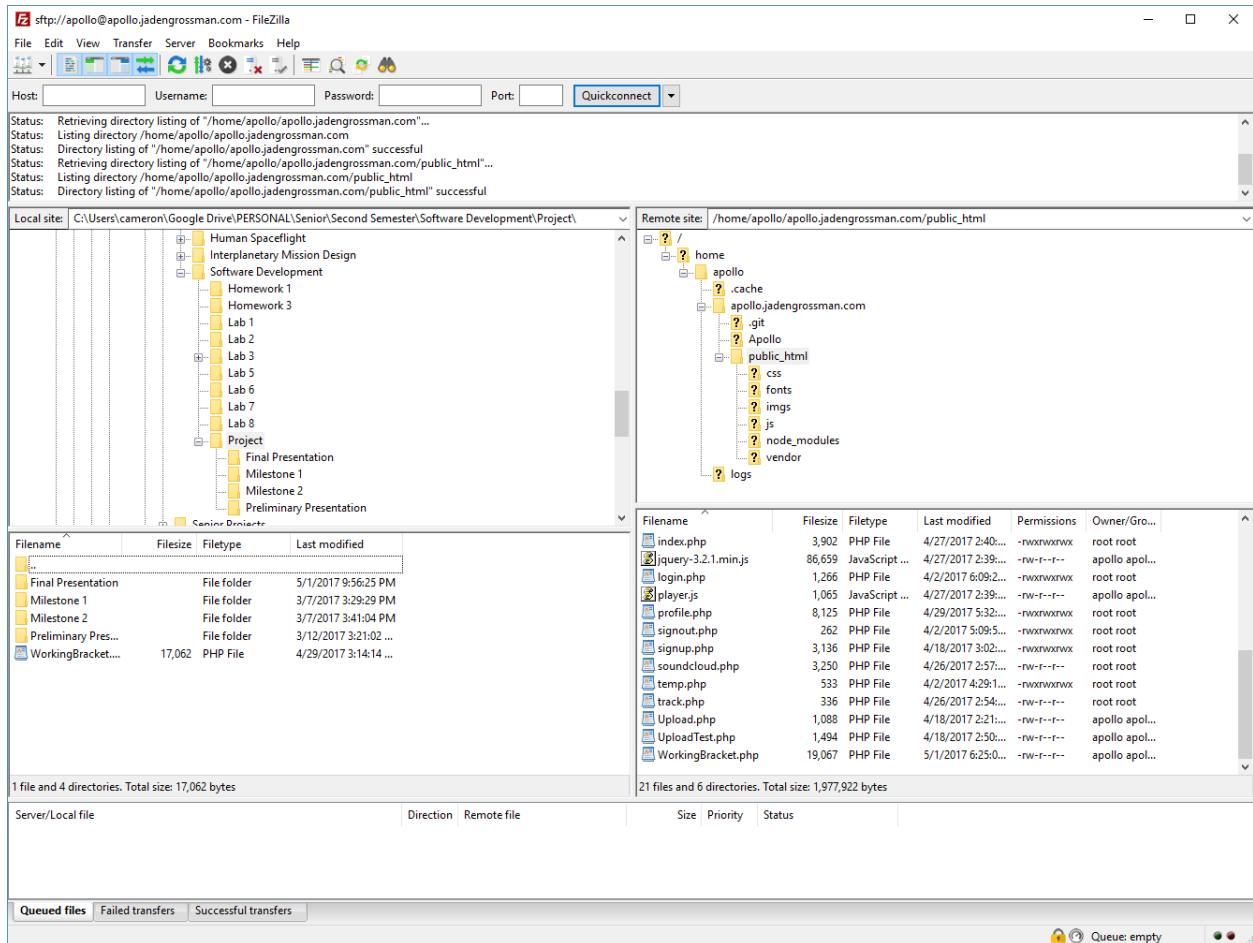 sftp://apollo@apollo.jadengrossman.com - FileZilla
File Edit View Transfer Server Bookmarks Help
Host: Username: Password: Port: Quickconnect
Status: Retrieving directory listing of "/home/apollo/apollo.jadengrossman.com"...
Status: Listing directory /home/apollo/apollo.jadengrossman.com
Status: Directory listing of "/home/apollo/apollo.jadengrossman.com" successful
Status: Retrieving directory listing of "/home/apollo/apollo.jadengrossman.com/public_html"...
Status: Listing directory /home/apollo/apollo.jadengrossman.com/public_html
Status: Directory listing of "/home/apollo/apollo.jadengrossman.com/public_html" successful
Local site: C:\Users\cameron\Google Drive\PERSONAL\Senior\Second Semester\Software Development\Project\
Human Spaceflight
Interplanetary Mission Design
Software Development
Homework 1
Homework 3
Lab 1
Lab 2
Lab 3
Lab 5
Lab 6
Lab 7
Lab 8
Project
Final Presentation
Milestone 1
Milestone 2
Preliminary Presentation
Senior Projects
Filename Filesize Filetype Last modified
..
Final Presentation File folder 5/1/2017 9:56:25 PM
Milestone 1 File folder 3/7/2017 3:29:29 PM
Milestone 2 File folder 3/7/2017 3:41:04 PM
Preliminary Pres... File folder 3/12/2017 3:21:02 ...
WorkingBracket.... 17,062 PHP File 4/29/2017 3:14:14 ...
1 file and 4 directories. Total size: 17,062 bytes
Remote site: /home/apollo/apollo.jadengrossman.com/public_html
/
home
apollo
.cache
apollo.jadengrossman.com
.git
Apollo
public_html
css
fonts
imgs
js
node_modules
vendor
logs
Filename Filesize Filetype Last modified Permissions Owner/Gro...
index.php 3,902 PHP File 4/27/2017 2:40:... -rwxrwxrwx root root
jquery-3.2.1.min.js 86,659 JavaScript ... 4/27/2017 2:39:... -rw-r--r-- apollo apol...
login.php 1,266 PHP File 4/2/2017 6:09:2... -rwxrwxrwx root root
player.js 1,065 JavaScript ... 4/27/2017 2:39:... -rw-r--r-- apollo apol...
profile.php 8,125 PHP File 4/29/2017 5:32:... -rwxrwxrwx root root
signout.php 262 PHP File 4/2/2017 5:09:5... -rwxrwxrwx root root
signup.php 3,136 PHP File 4/18/2017 3:02:... -rwxrwxrwx root root
soundcloud.php 3,250 PHP File 4/26/2017 2:57:... -rw-r--r-- root root
temp.php 533 PHP File 4/2/2017 4:29:1... -rwxrwxrwx root root
track.php 336 PHP File 4/26/2017 2:54:... -rw-r--r-- root root
Upload.php 1,088 PHP File 4/18/2017 2:21:... -rw-r--r-- apollo apol...
UploadTest.php 1,494 PHP File 4/18/2017 2:50:... -rw-r--r-- apollo apol...
WorkingBracket.php 19,067 PHP File 5/1/2017 6:25:0... -rw-r--r-- apollo apol...
21 files and 6 directories. Total size: 1,977,922 bytes
Server/Local file Direction Remote file Size Priority Status
Queued files Failed transfers Successful transfers
Queue: empty